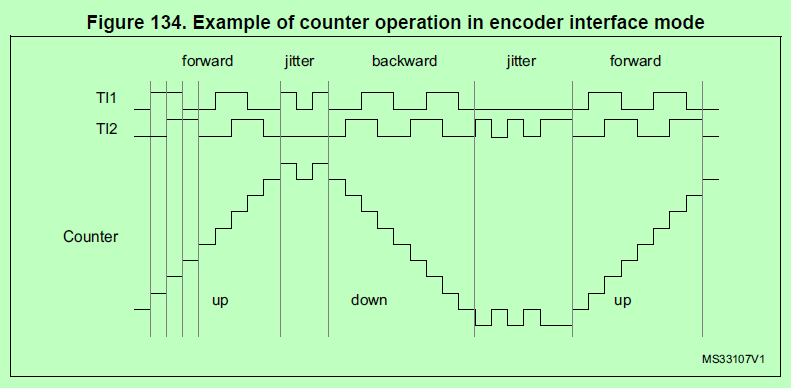 Figure 134. Example of counter operation in encoder interface mode
forward jitter backward jitter forward
TI1
TI2
Counter
up down up
MS33107V1